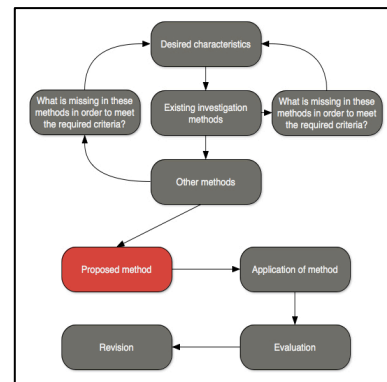 Desired characteristics
What is missing in these
methods in order to meet
the required criteria?
Existing investigation
methods
What is missing in these
methods in order to meet
the required criteria?
Other methods
Proposed method
Application of method
Revision
Evaluation